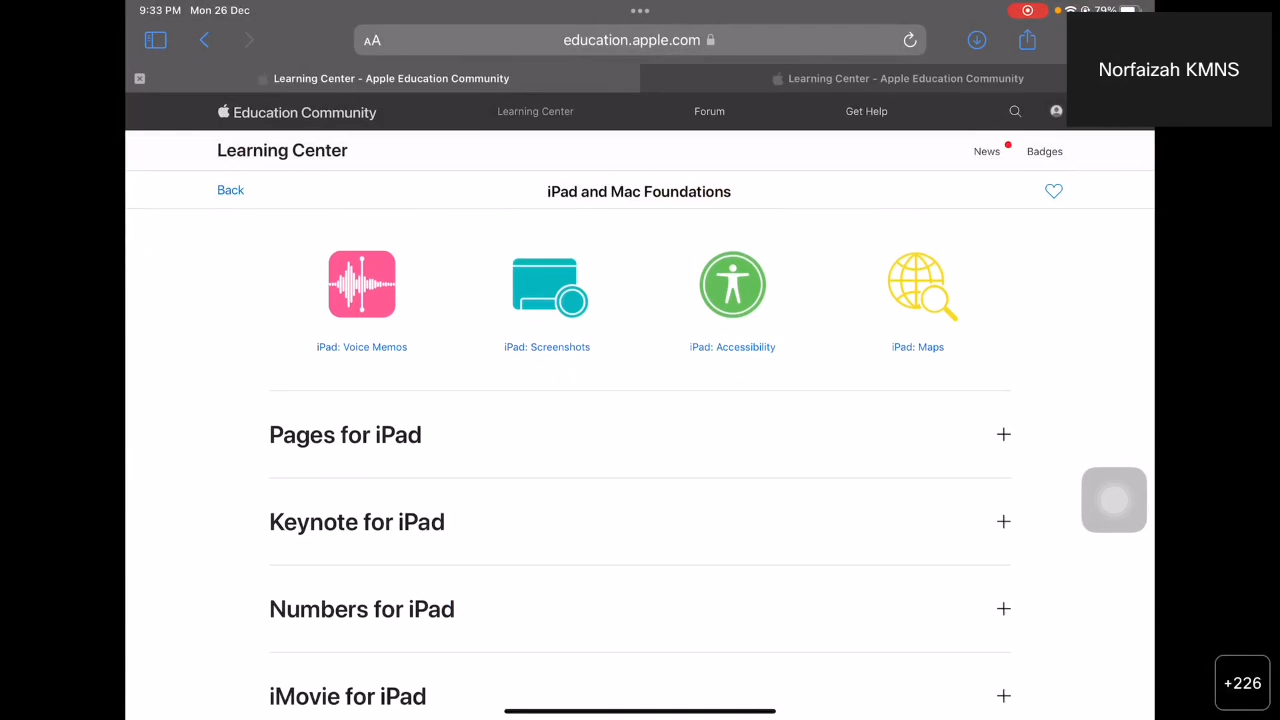 9:33 PM Mon 26 Dec
79%
AA education.apple.com
Learning Center - Apple Education Community
Learning Center - Apple Education Community
Norfaizah KMNS
Education Community
Learning Center
Forum
Get Help
Learning Center
News
Badges
Back
iPad and Mac Foundations
iPad: Voice Memos
iPad: Screenshots
iPad: Accessibility
iPad: Maps
Pages for iPad
Keynote for iPad
Numbers for iPad
iMovie for iPad
+226